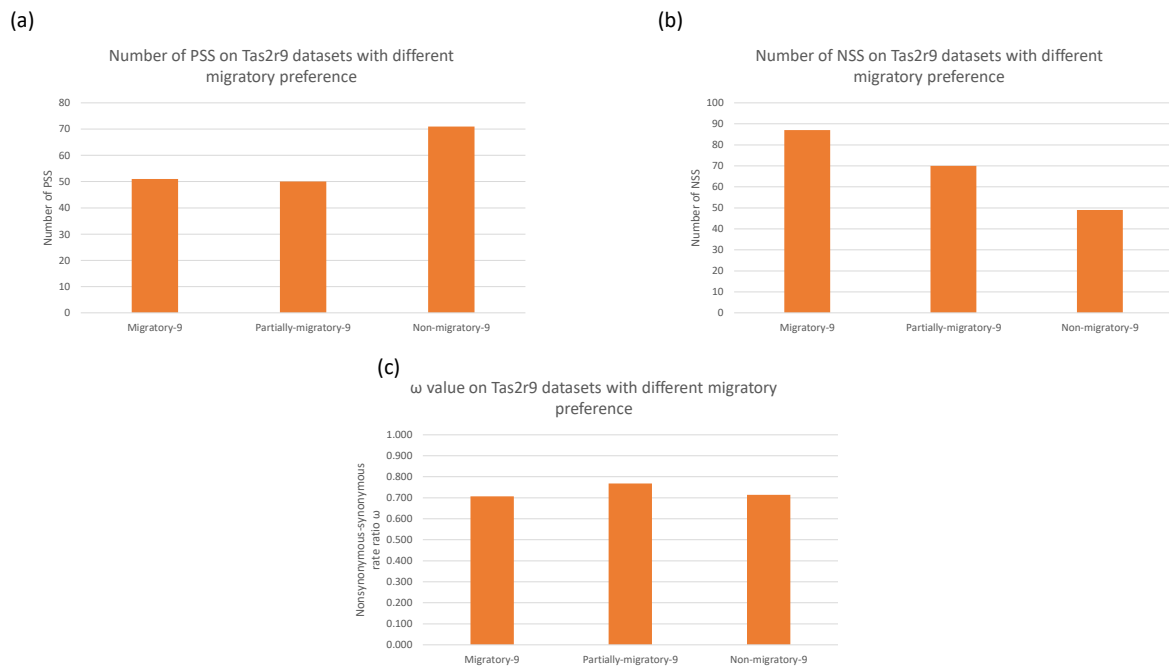 (a)
Number of PSS on Tas2r9 datasets with different
migratory preference
80
70
60
50
40
30
20
10
0
Number of PSS
Migratory-9
Partially-migratory-9
Non-migratory-9
(b)
Number of NSS on Tas2r9 datasets with different
migratory preference
100
90
80
70
60
50
40
30
20
10
0
Number of NSS
Migratory-9
Partially-migratory-9
Non-migratory-9
(c)
ω value on Tas2r9 datasets with different migratory
preference
1.000
0.900
0.800
0.700
0.600
0.500
0.400
0.300
0.200
0.100
0.000
Nonsynonymous-synonymous
rate ratio ω
Migratory-9
Partially-migratory-9
Non-migratory-9